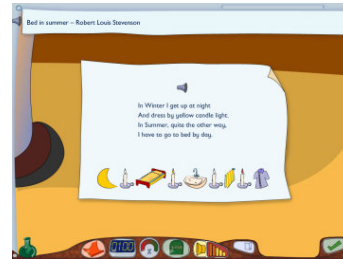 Bed in summer – Robert Louis Stevenson
In Winter I get up at night
And dress by yellow candle light.
In Summer, quite the other way,
I have to go to bed by day.